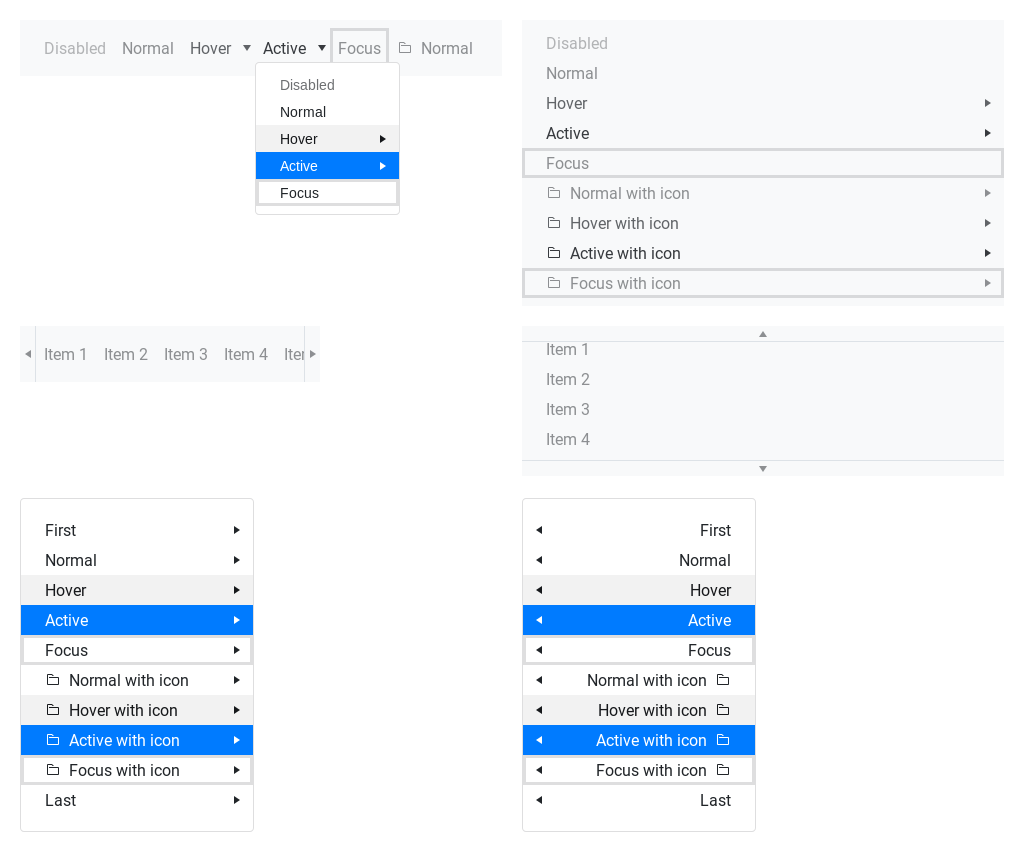 Disabled Normal Hover Active Focus Normal
Disabled
Normal
Hover
Active
Focus
Disabled
Normal
Hover
Active
Focus
Normal with icon
Hover with icon
Active with icon
Focus with icon
Item 1 Item 2 Item 3 Item 4
Item 1
Item 2
Item 3
Item 4
First
Normal
Hover
Active
Focus
Normal with icon
Hover with icon
Active with icon
Focus with icon
Last
First
Normal
Hover
Active
Focus
Normal with icon
Hover with icon
Active with icon
Focus with icon
Last